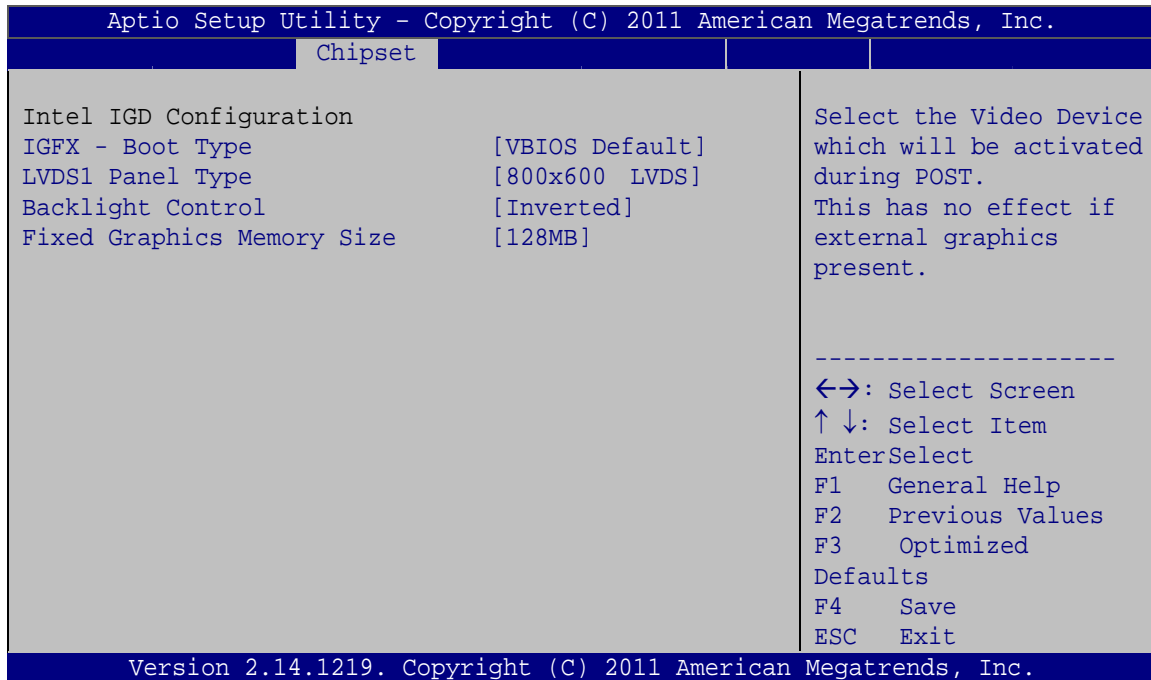 Aptio Setup Utility – Copyright (C) 2011 American Megatrends, Inc.
Chipset
Intel IGD Configuration
IGFX - Boot Type [VBIOS Default]
LVDS1 Panel Type [800x600 LVDS]
Backlight Control [Inverted]
Fixed Graphics Memory Size [128MB]
Select the Video Device
which will be activated
during POST.
This has no effect if
external graphics
present.
---------------------
←→: Select Screen
↑ ↓: Select Item
EnterSelect
F1 General Help
F2 Previous Values
F3 Optimized
Defaults
F4 Save
ESC Exit
Version 2.14.1219. Copyright (C) 2011 American Megatrends, Inc.